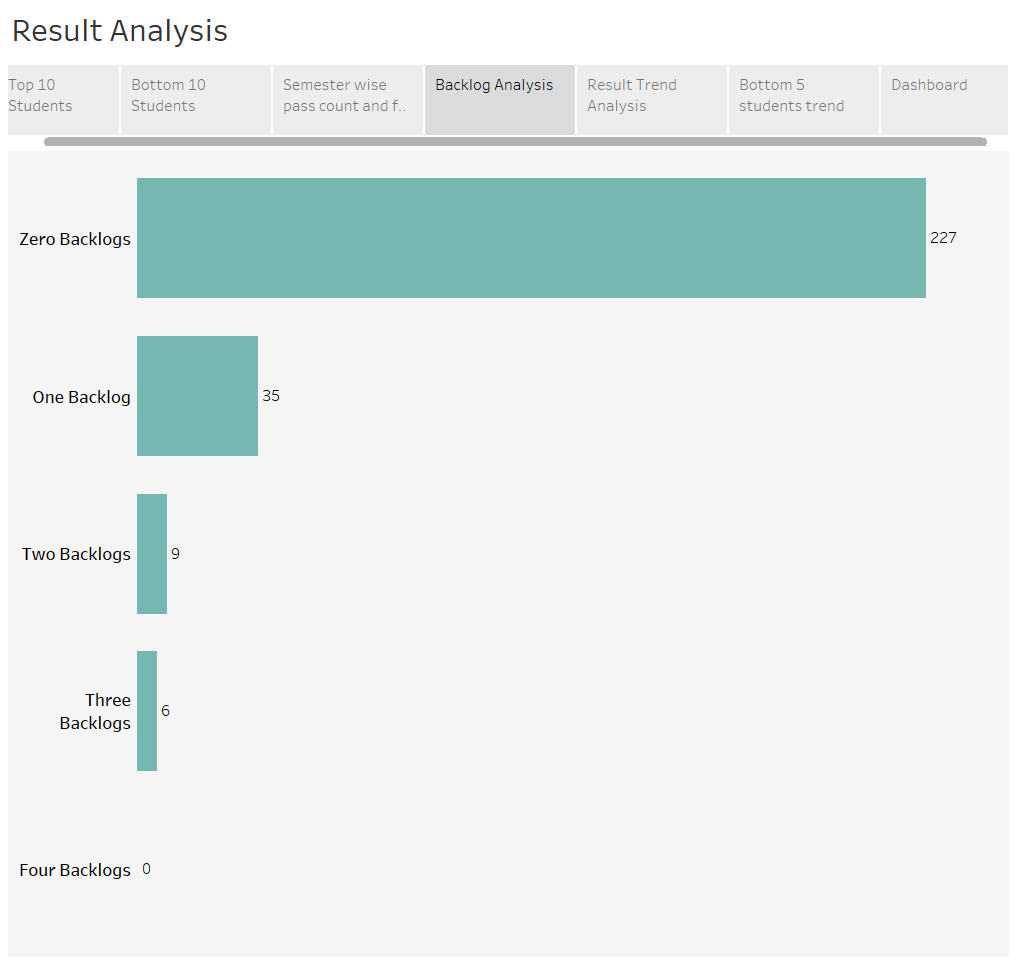 Result Analysis
Top 10
Students
Bottom 10
Students
Semester wise
pass count and f..
Backlog Analysis
Result Trend
Analysis
Bottom 5
students trend
Dashboard
Zero Backlogs
227
One Backlog
35
Two Backlogs
9
Three
Backlogs
6
Four Backlogs
0